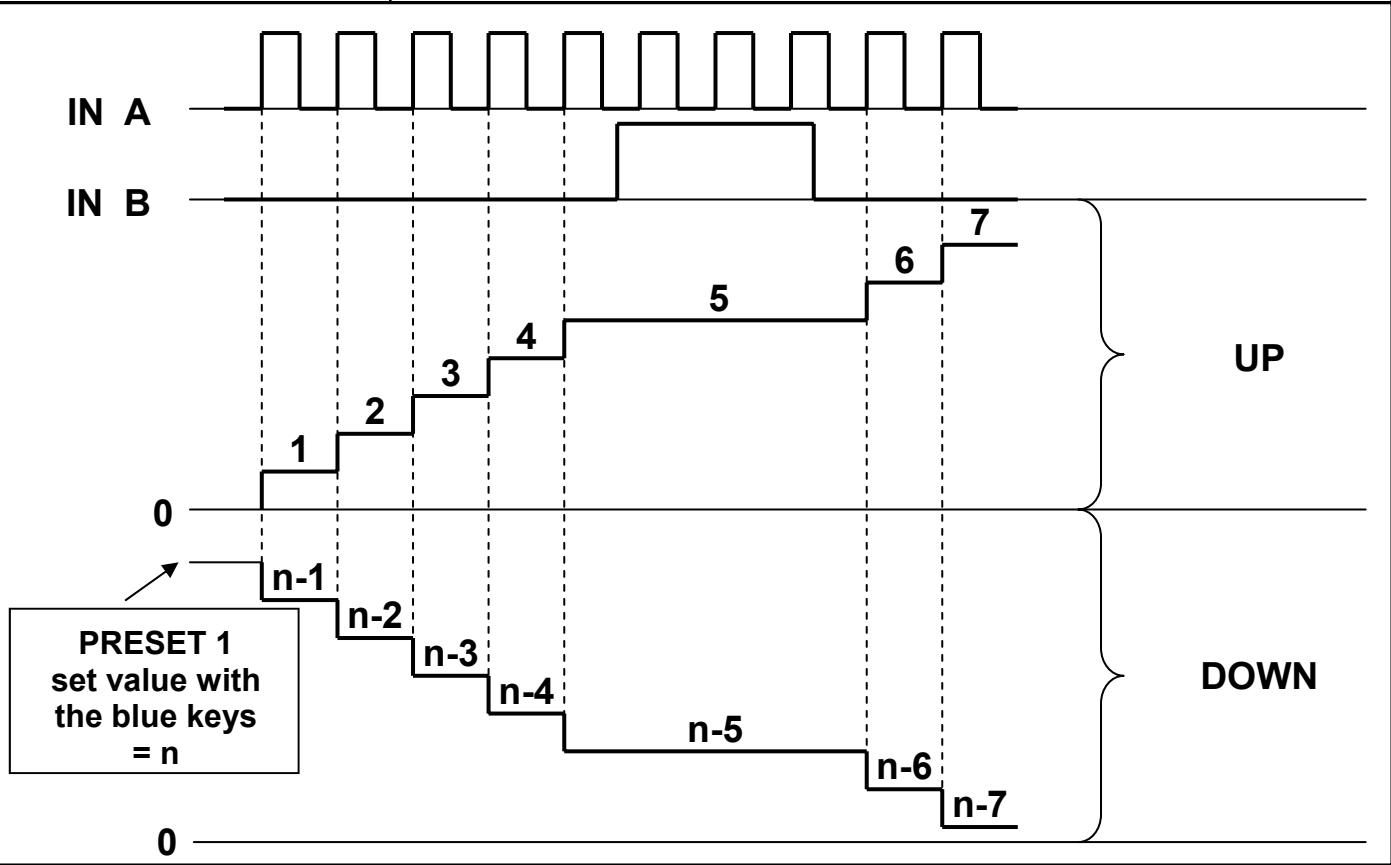 IN A
IN B
7
6
5
4
3
2
1
UP
0
n-1
n-2
n-3
n-4
n-5
n-6
n-7
PRESET 1
set value with
the blue keys
= n
DOWN
0